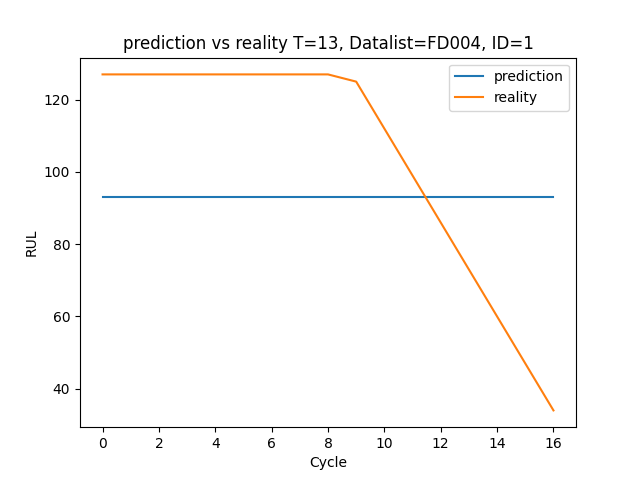 prediction vs reality T=13, Datalist=FD004, ID=1
prediction
reality
120
100
80
60
40
RUL
0 2 4 6 8 10 12 14 16
Cycle